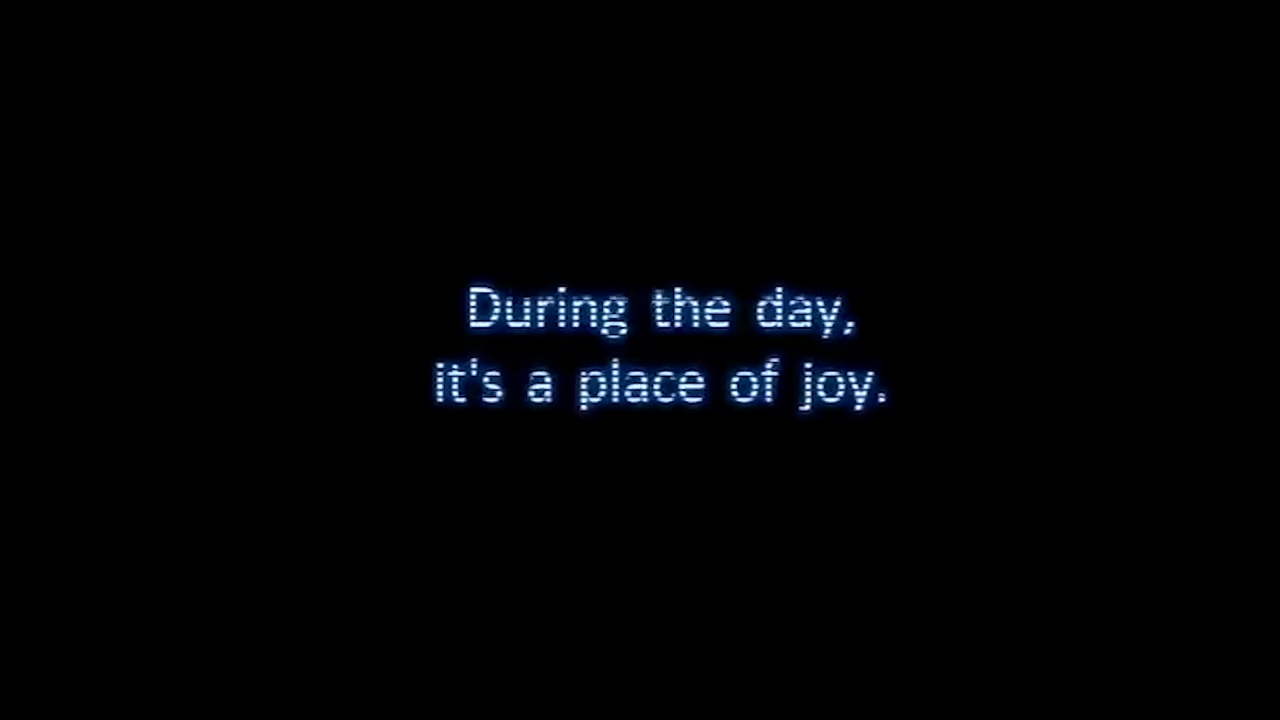 During the day,
it's a place of joy.